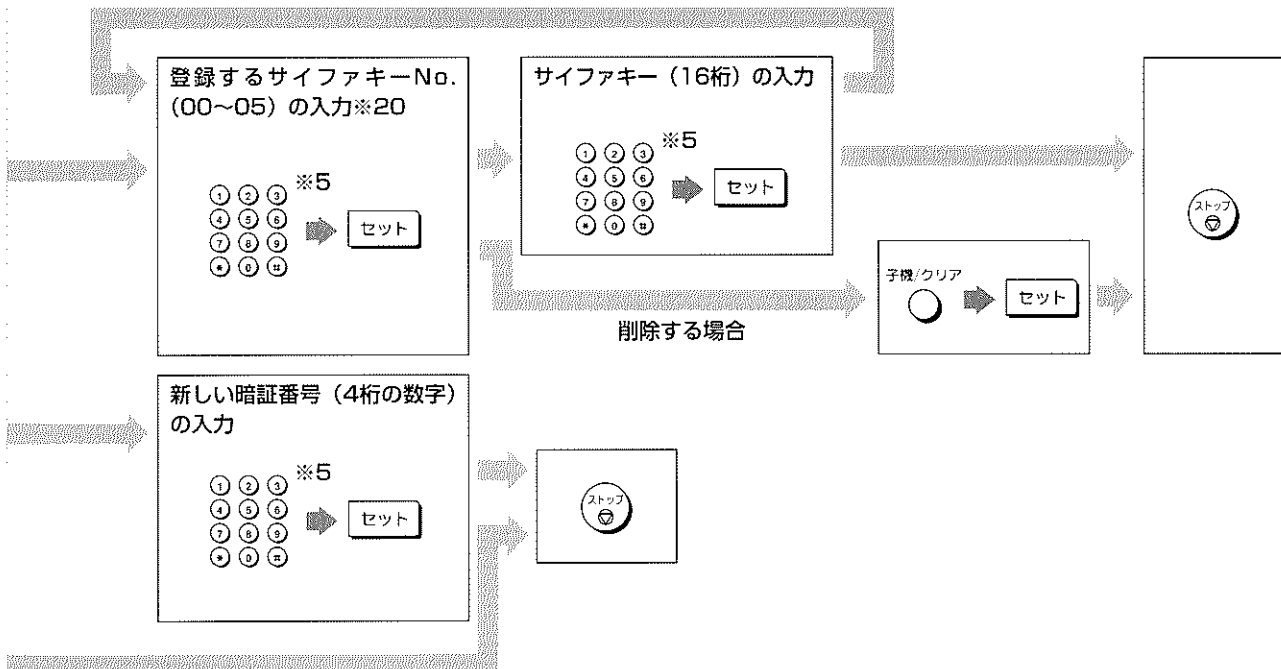 登録するサイファキーNo.
(00～05)の入力※20
1 2 3 ※5
4 5 6
7 8 9
* 0 #
セット
サイファキー（16桁）の入力
1 2 3 ※5
4 5 6
7 8 9
* 0 #
セット
子機/クリア
セット
削除する場合
ストップ
新しい暗証番号（4桁の数字）
の入力
1 2 3 ※5
4 5 6
7 8 9
* 0 #
セット
ストップ